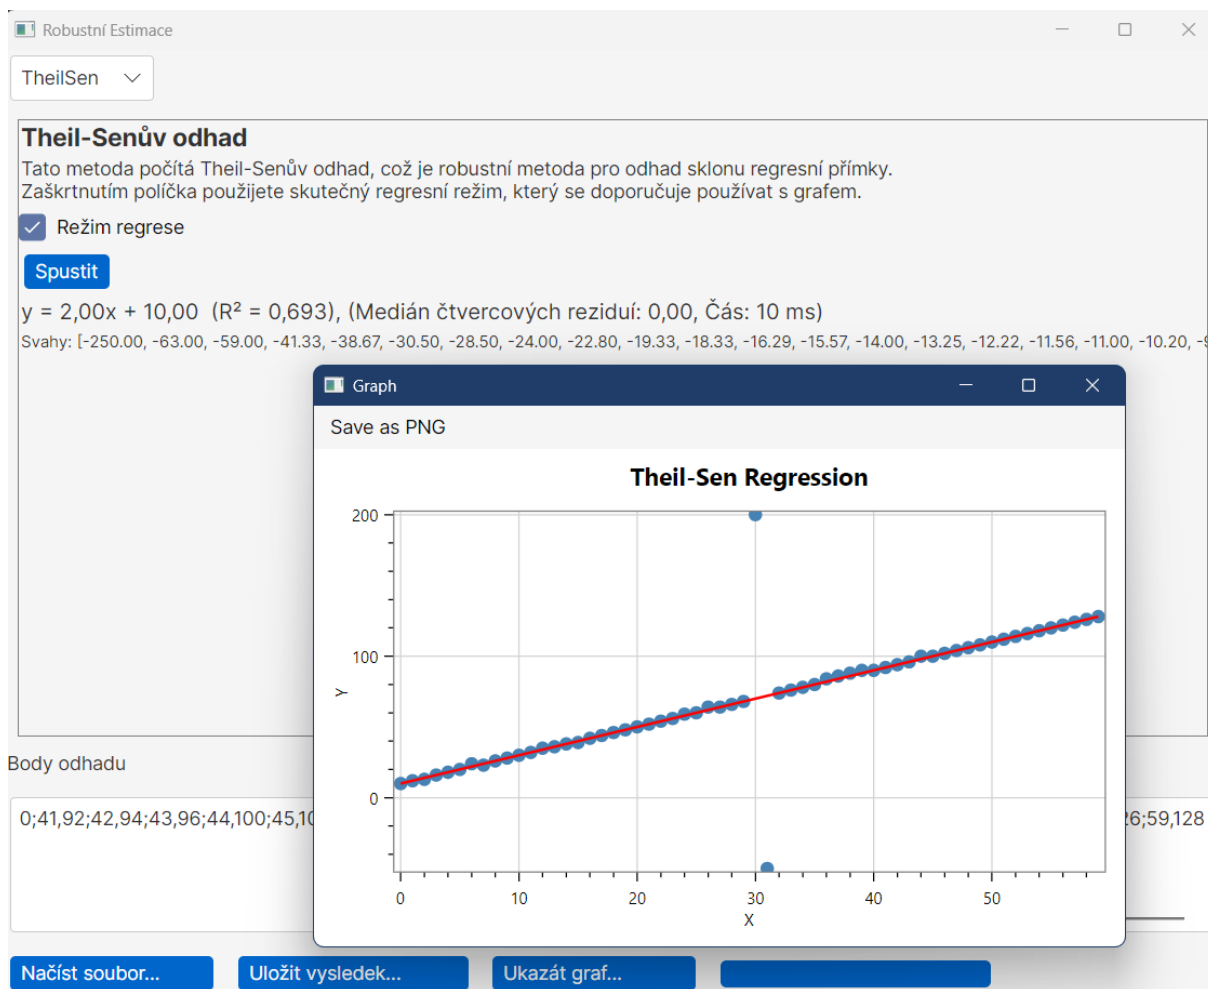 Robustní Estimace
TheilSen
Theil-Senův odhad
Tato metoda počítá Theil-Senův odhad, což je robustní metoda pro odhad sklonu regresní přímky.
Zaškrtnutím políčka použijete skutečný regresní režim, který se doporučuje používat s grafem.
Režim regrese
Spustit
y = 2,00x + 10,00 (R² = 0,693), (Medián čtvercových reziduí: 0,00, Čás: 10 ms)
Svahy: [-250.00, -63.00, -59.00, -41.33, -38.67, -30.50, -28.50, -24.00, -22.80, -19.33, -18.33, -16.29, -15.57, -14.00, -13.25, -12.22, -11.56, -11.00, -10.20,
Graph
Save as PNG
Theil-Sen Regression
200
100
0
Y
0 10 20 30 40 50
X
Body odhadu
0;41,92;42,94;43,96;44,100;45,10 26;59,128
Načíst soubor...
Uložit vysledek...
Ukazát graf...